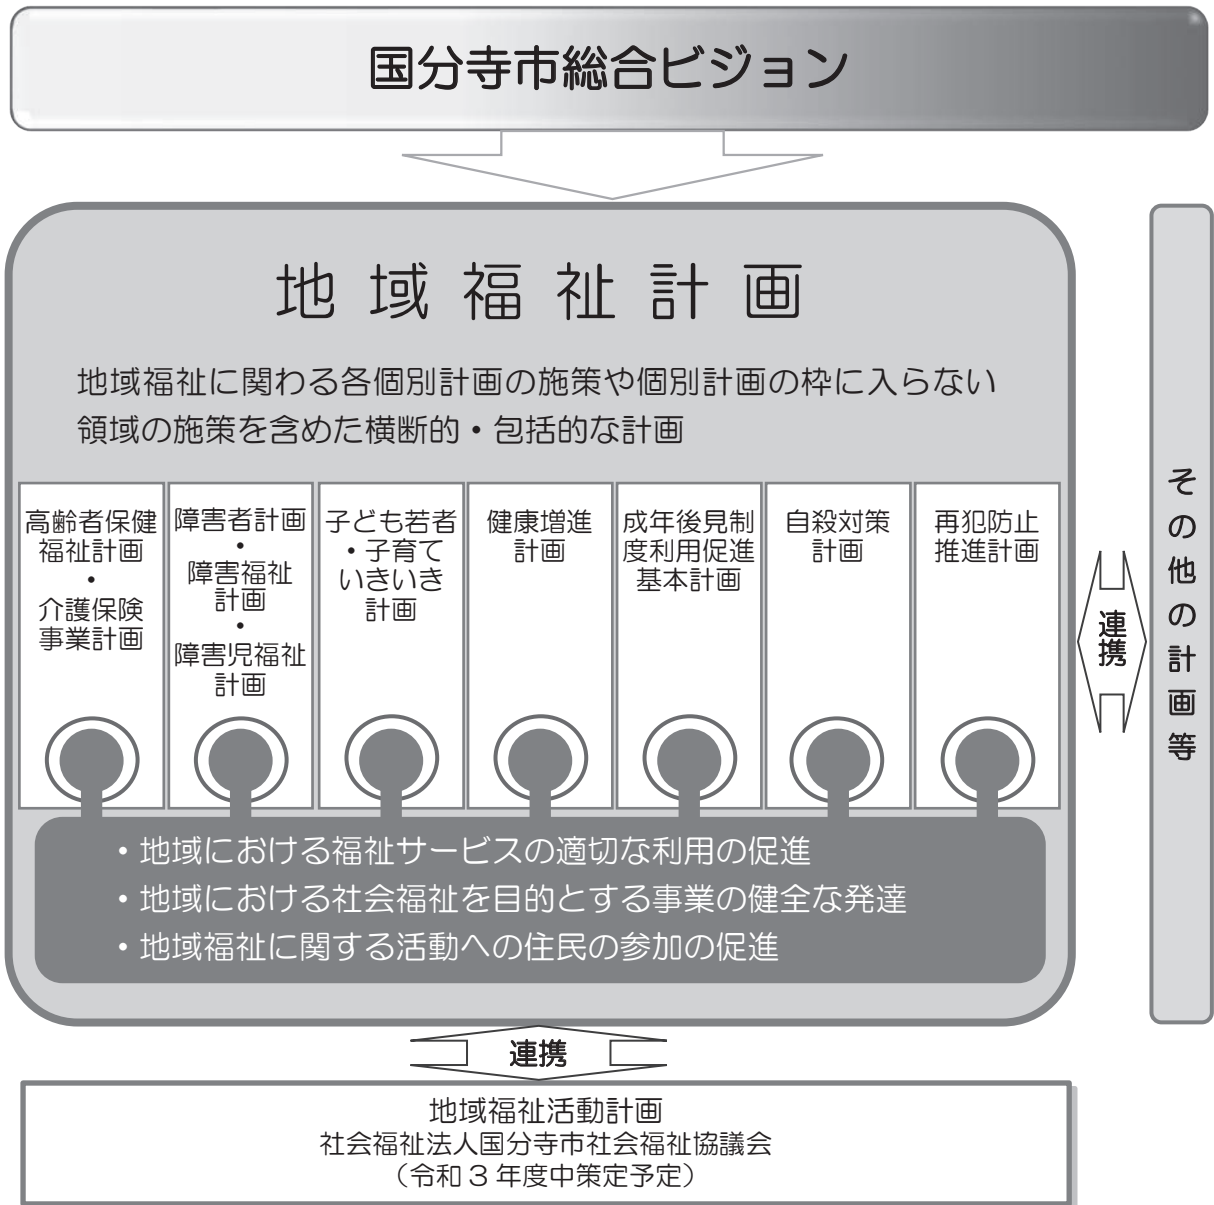 国分寺市総合ビジョン
地域福祉計画
地域福祉に関わる各個別計画の施策や個別計画の枠に入らない
領域の施策を含めた横断的・包括的な計画
高齢者保健
福祉計画
・
介護保険
事業計画
障害者計画
・
障害福祉
計画
・
障害児福祉
計画
子ども若者
・子育て
いきいき
計画
健康増進
計画
成年後見制
度利用促進
基本計画
自殺対策
計画
再犯防止
推進計画
・地域における福祉サービスの適切な利用の促進
・地域における社会福祉を目的とする事業の健全な発達
・地域福祉に関する活動への住民の参加の促進
連携
その他の計画等
連携
地域福祉活動計画
社会福祉法人国分寺市社会福祉協議会
（令和３年度中策定予定）